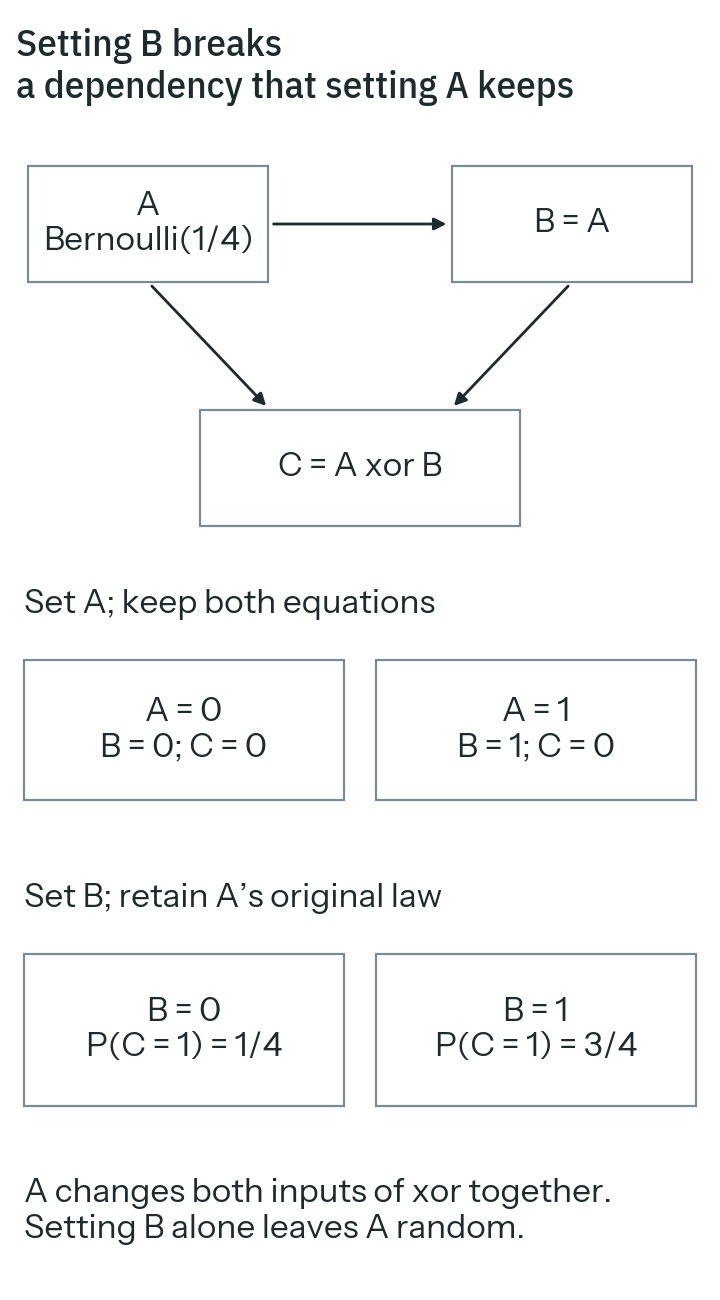 Setting B breaks
a dependency that setting A keeps
A
Bernoulli(1/4)
B = A
C = A xor B
Set A; keep both equations
A = 0
B = 0; C = 0
A = 1
B = 1; C = 0
Set B; retain A’s original law
B = 0
P(C = 1) = 1/4
B = 1
P(C = 1) = 3/4
A changes both inputs of xor together.
Setting B alone leaves A random.